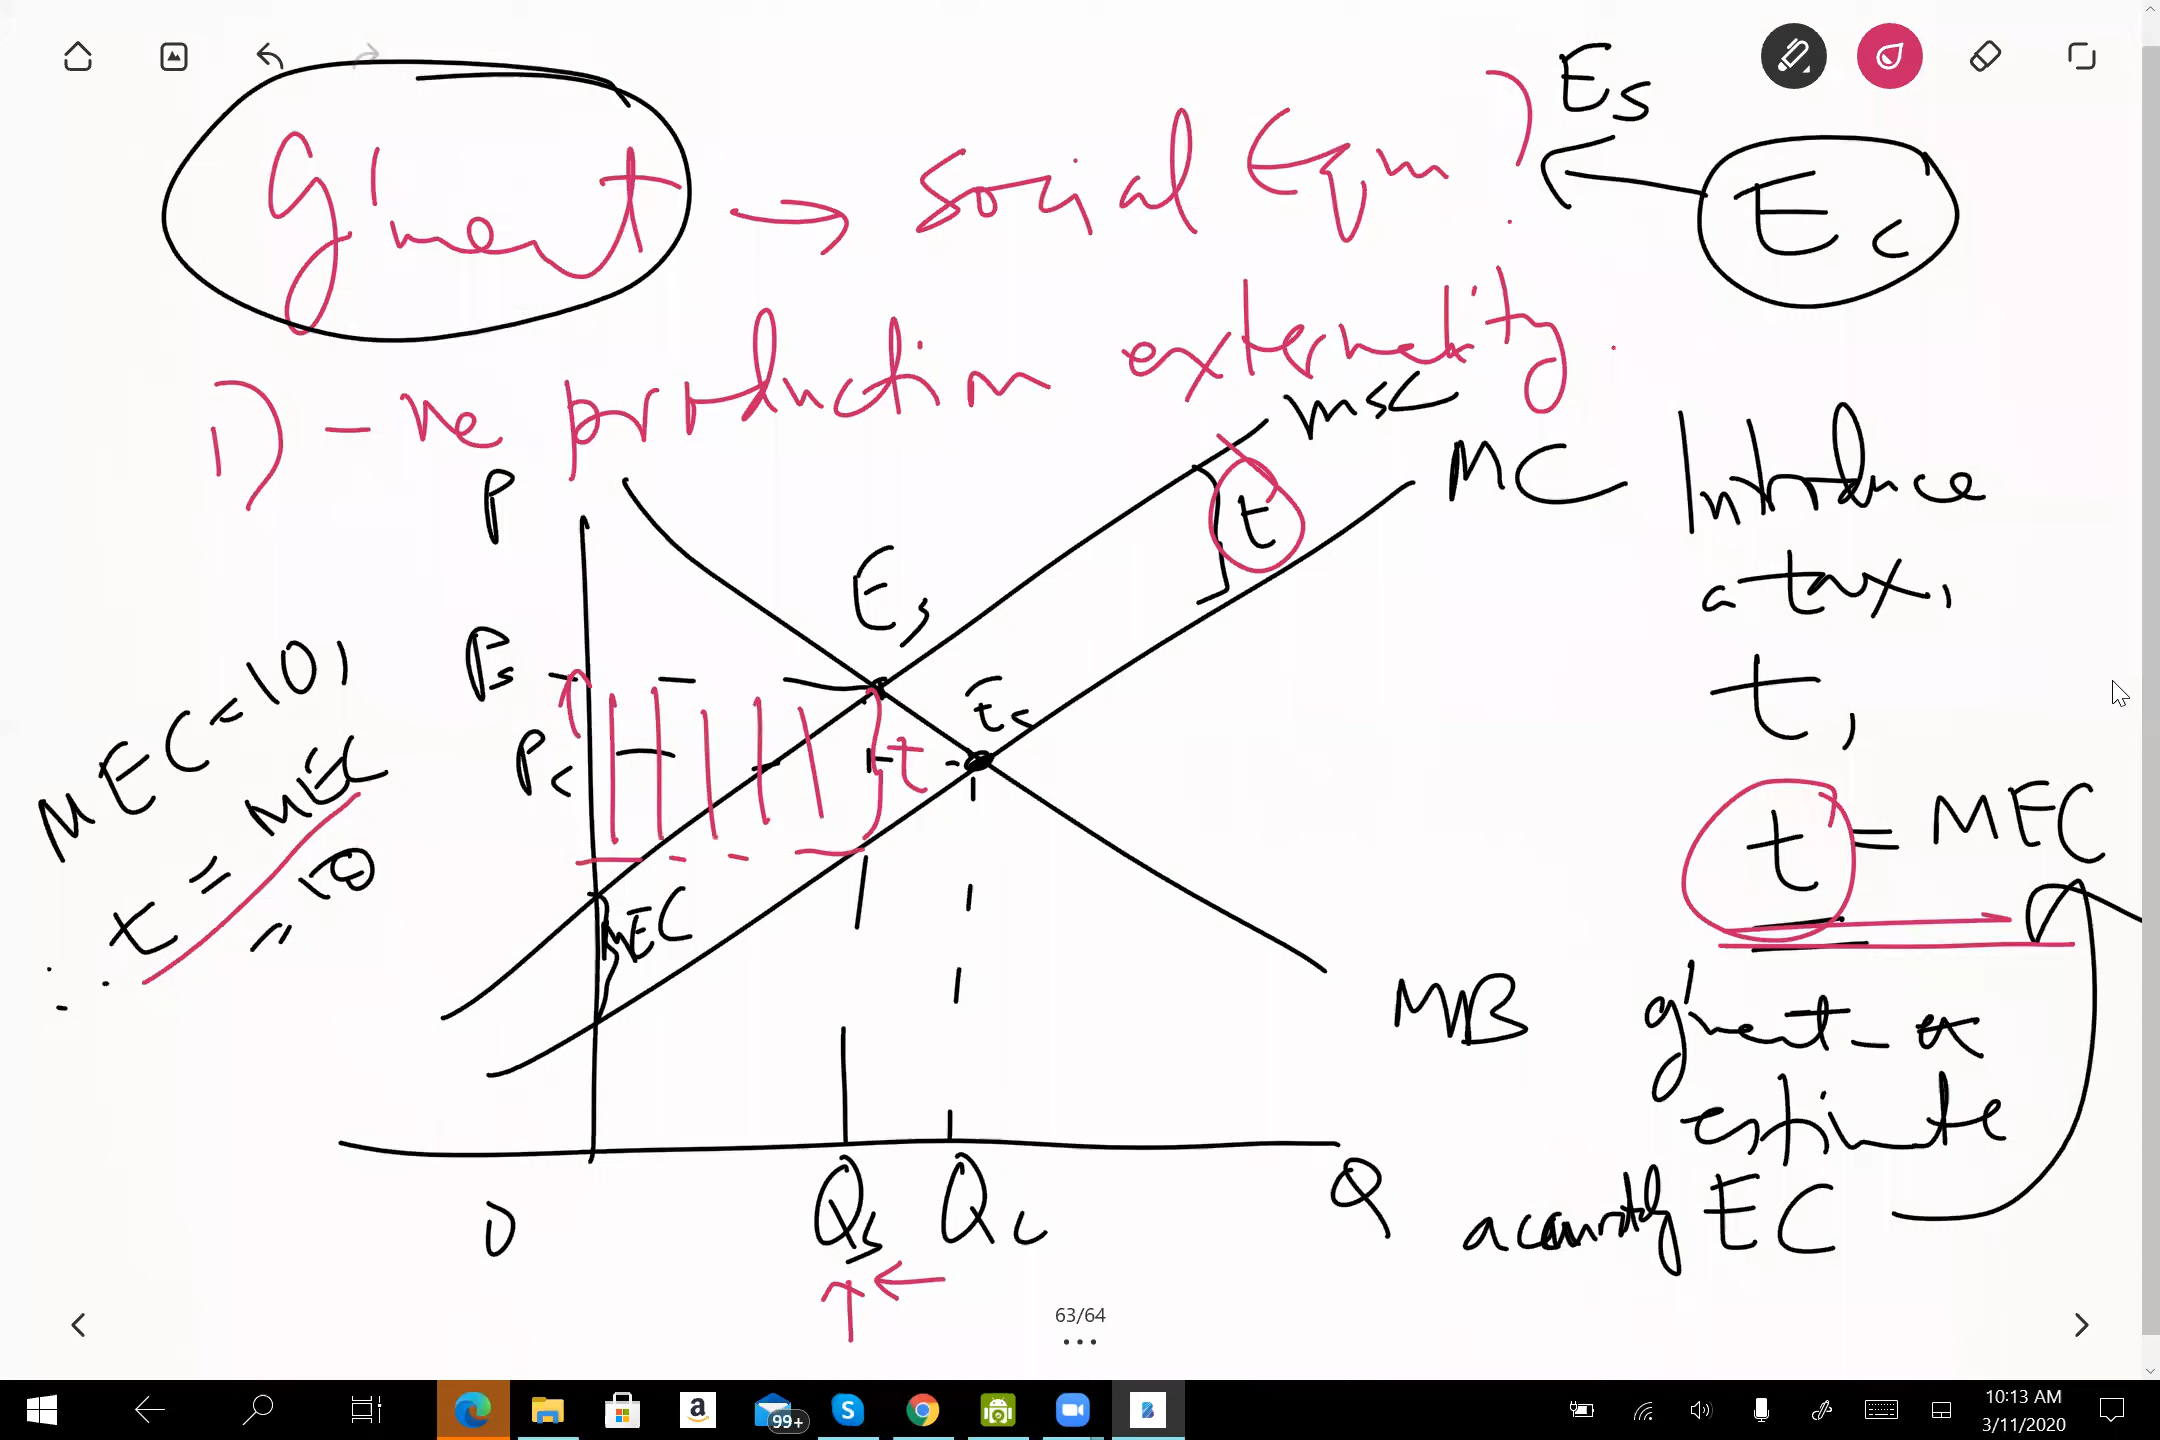 Es
g'ment → social Eqm ?
Ec
1) -ve production externality.
MSC
P
MC
Introduce
a tax,
t
Es
Ps
Ec
t,
MEC = 10/
Pc
t
t = MEC
t = MEC
= 10
MEC
MB
g'ment -
estimate
accurately EC
0
Qs
Qc
Q
←
↑
63/64
99+
10:13 AM
3/11/2020